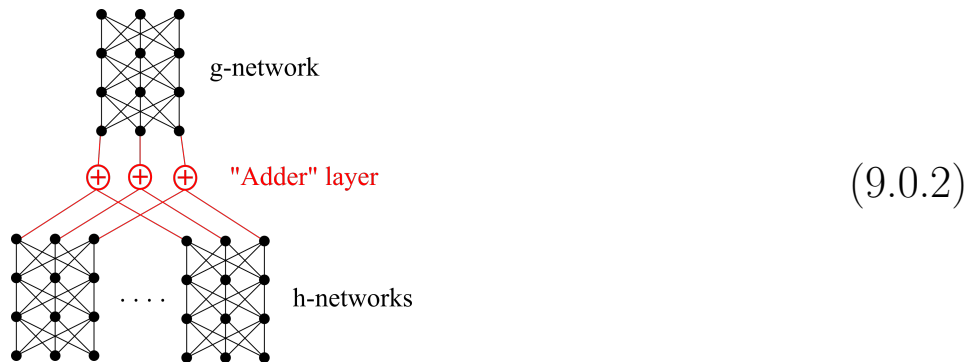 g-network
"Adder" layer
(9.0.2)
. . . .
h-networks